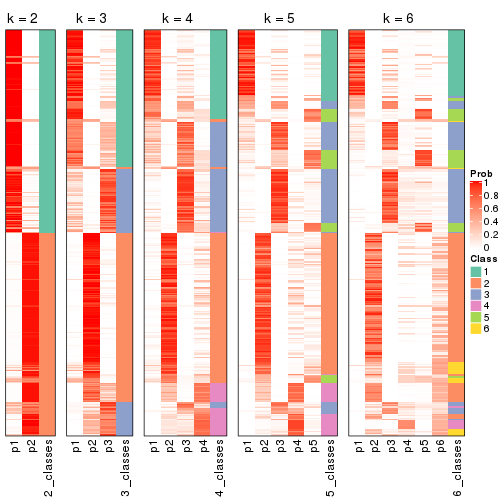 k = 2
k = 3
k = 4
k = 5
k = 6
p1
p2
2_classes
p1
p2
p3
3_classes
p1
p2
p3
p4
4_classes
p1
p2
p3
p4
p5
5_classes
p1
p2
p3
p4
p5
p6
6_classes
Prob
1
0.8
0.6
0.4
0.2
0
Class
1
2
3
4
5
6